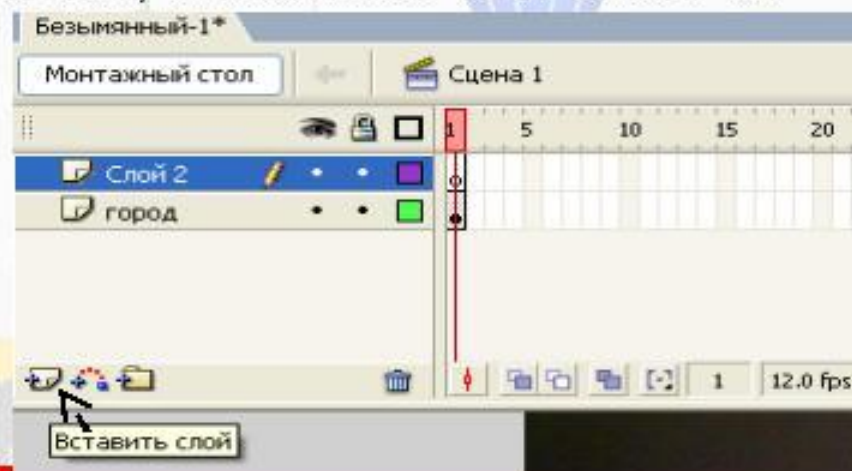 Безымянный-1*
Монтажный стол Сцена 1
1 5 10 15 20
Слой 2
город
1 12.0 fps
Вставить слой